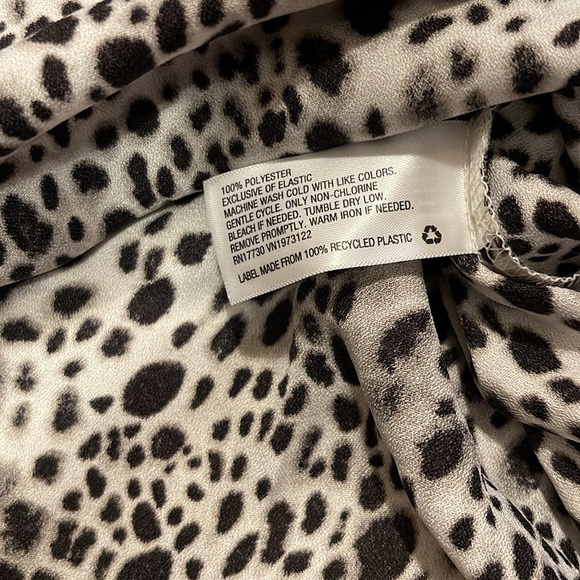 100% POLYESTER
EXCLUSIVE OF ELASTIC
MACHINE WASH COLD WITH LIKE COLORS.
GENTLE CYCLE. ONLY NON-CHLORINE
BLEACH IF NEEDED. TUMBLE DRY LOW.
REMOVE PROMPTLY. WARM IRON IF NEEDED.
RN17730 VN1973122
LABEL MADE FROM 100% RECYCLED PLASTIC